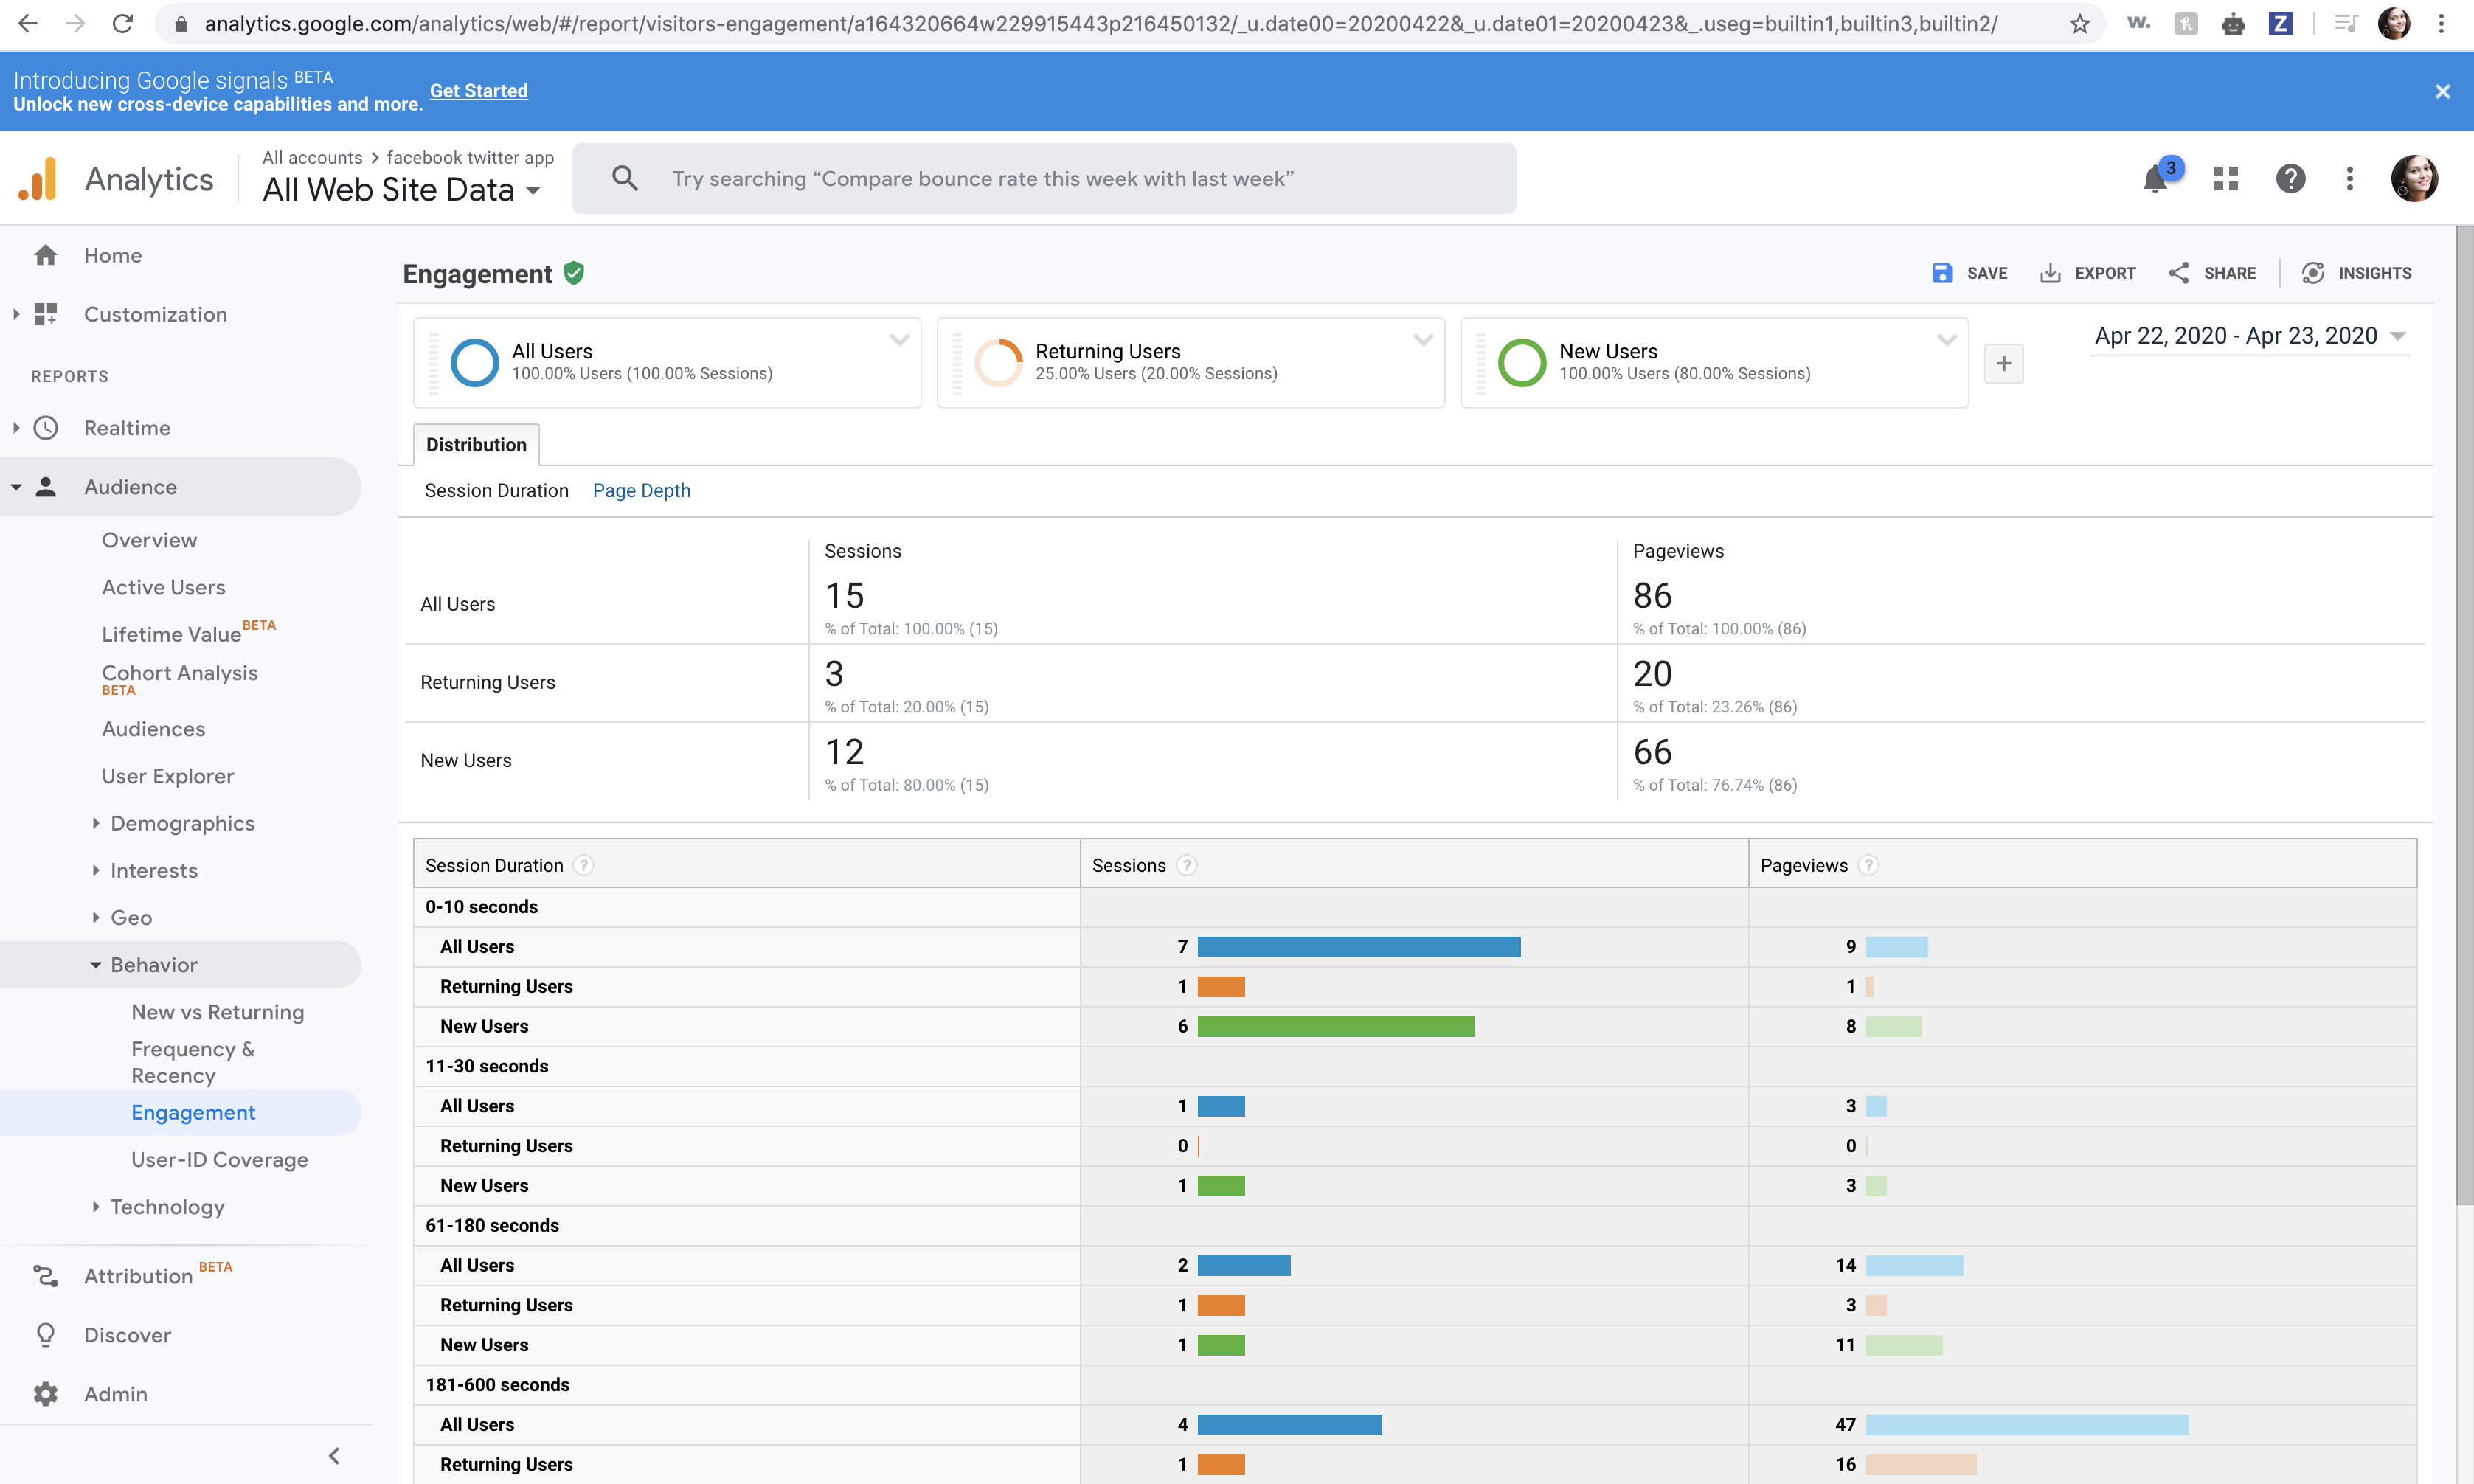 analytics.google.com/analytics/web/#/report/visitors-engagement/a164320664w229915443p216450132/_u.date00=20200422&_u.date01=20200423&_.useg=builtin1,builtin3,builtin2/
w.
h
Z
Introducing Google signals BETA
Unlock new cross-device capabilities and more.
Get Started
Analytics
All accounts > facebook twitter app
All Web Site Data
Try searching “Compare bounce rate this week with last week”
3
Home
Customization
REPORTS
Realtime
Audience
Overview
Active Users
Lifetime Value BETA
Cohort Analysis
BETA
Audiences
User Explorer
Demographics
Interests
Geo
Behavior
New vs Returning
Frequency &
Recency
Engagement
User-ID Coverage
Technology
Attribution BETA
Discover
Admin
Engagement
SAVE
EXPORT
SHARE
INSIGHTS
All Users
100.00% Users (100.00% Sessions)
Returning Users
25.00% Users (20.00% Sessions)
New Users
100.00% Users (80.00% Sessions)
+
Apr 22, 2020 - Apr 23, 2020
Distribution
Session Duration Page Depth
Sessions Pageviews
All Users 15 86
% of Total: 100.00% (15) % of Total: 100.00% (86)
Returning Users 3 20
% of Total: 20.00% (15) % of Total: 23.26% (86)
New Users 12 66
% of Total: 80.00% (15) % of Total: 76.74% (86)
Session Duration ? Sessions ? Pageviews ?
0-10 seconds
All Users 7 9
Returning Users 1 1
New Users 6 8
11-30 seconds
All Users 1 3
Returning Users 0 0
New Users 1 3
61-180 seconds
All Users 2 14
Returning Users 1 3
New Users 1 11
181-600 seconds
All Users 4 47
Returning Users 1 16